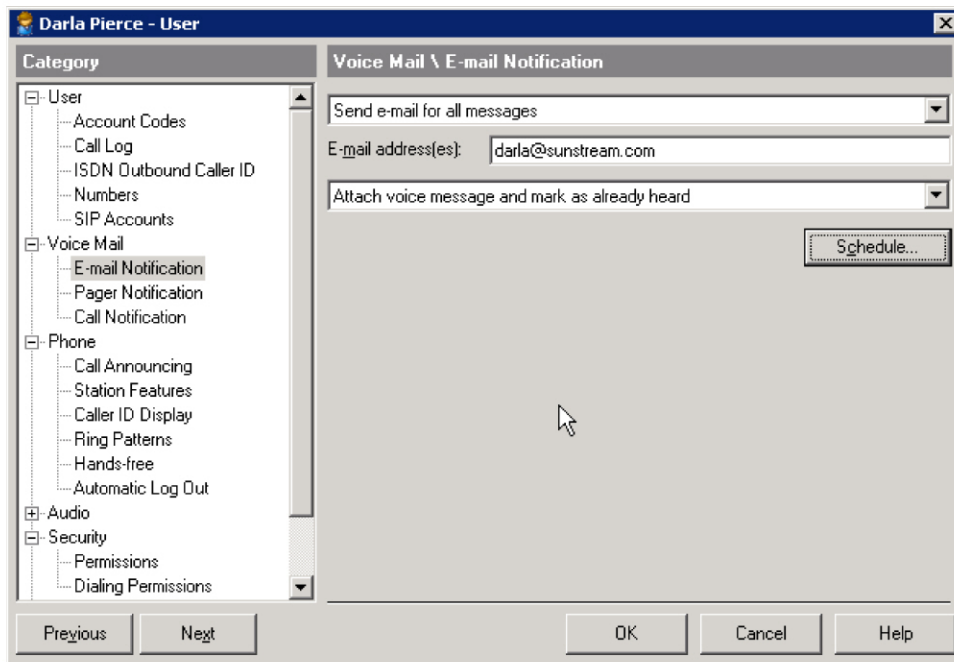 Darla Pierce - User
Category
User
Account Codes
Call Log
ISDN Outbound Caller ID
Numbers
SIP Accounts
Voice Mail
E-mail Notification
Pager Notification
Call Notification
Phone
Call Announcing
Station Features
Caller ID Display
Ring Patterns
Hands-free
Automatic Log Out
Audio
Security
Permissions
Dialing Permissions
Voice Mail \ E-mail Notification
Send e-mail for all messages
E-mail address(es): darla@sunstream.com
Attach voice message and mark as already heard
Schedule...
Previous Next OK Cancel Help